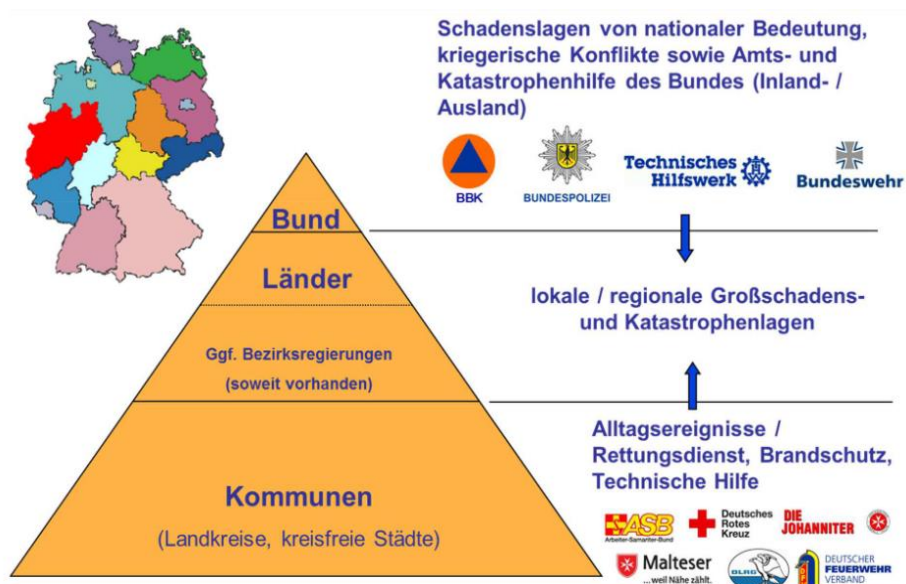 Schadenslagen von nationaler Bedeutung,
kriegerische Konflikte sowie Amts- und
Katastrophenhilfe des Bundes (Inland- /
Ausland)
BBK
BUNDESPOLIZEI
Technisches
Hilfswerk
Bundeswehr
Bund
Länder
lokale / regionale Großschadens-
und Katastrophenlagen
Ggf. Bezirksregierungen
(soweit vorhanden)
Alltagsereignisse /
Rettungsdienst, Brandschutz,
Technische Hilfe
Kommunen
(Landkreise, kreisfreie Städte)
ASB
Arbeiter-Samariter-Bund
Deutsches
Rotes
Kreuz
DIE
JOHANNITER
Malteser
...weil Nähe zählt.
DLRG
DEUTSCHER
FEUERWEHR
VERBAND